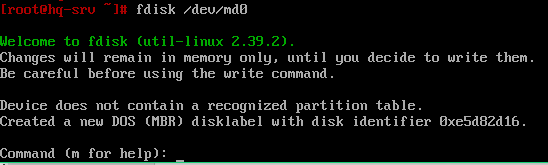 [root@hq-srv ~]# fdisk /dev/md0
Welcome to fdisk (util-linux 2.39.2).
Changes will remain in memory only, until you decide to write them.
Be careful before using the write command.
Device does not contain a recognized partition table.
Created a new DOS (MBR) disklabel with disk identifier 0xe5d82d16.
Command (m for help): _